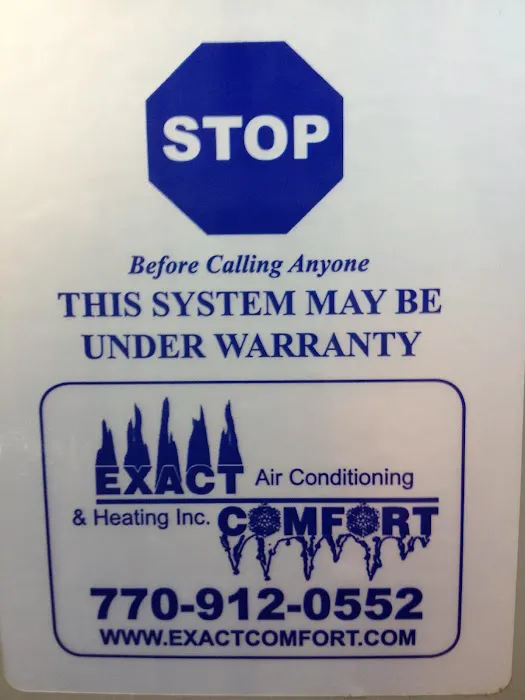 STOP
Before Calling Anyone
THIS SYSTEM MAY BE
UNDER WARRANTY
EXACT Air Conditioning
& Heating Inc. COMFORT
770-912-0552
WWW.EXACTCOMFORT.COM